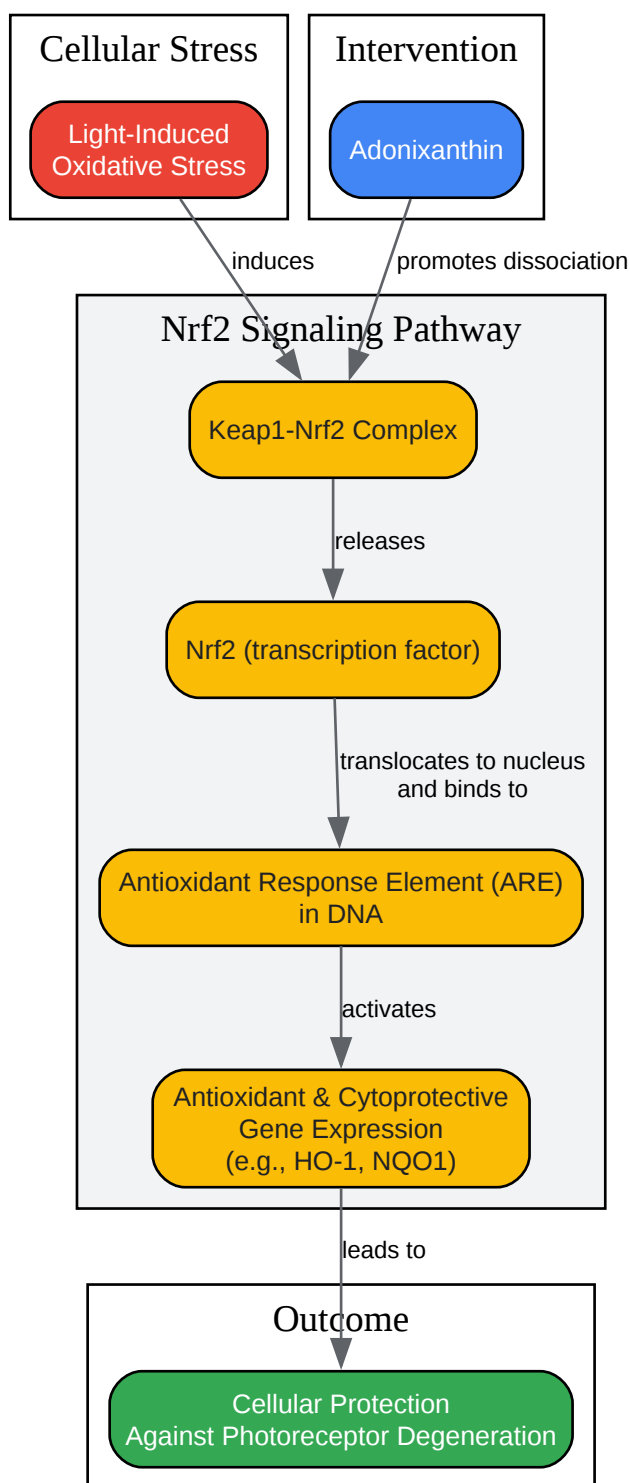 Cellular Stress
Intervention
Light-Induced
Oxidative Stress
Adonixanthin
induces
promotes dissociation
Nrf2 Signaling Pathway
Keap1-Nrf2 Complex
releases
Nrf2 (transcription factor)
translocates to nucleus
and binds to
Antioxidant Response Element (ARE)
in DNA
activates
Antioxidant & Cytoprotective
Gene Expression
(e.g., HO-1, NQO1)
leads to
Outcome
Cellular Protection
Against Photoreceptor Degeneration